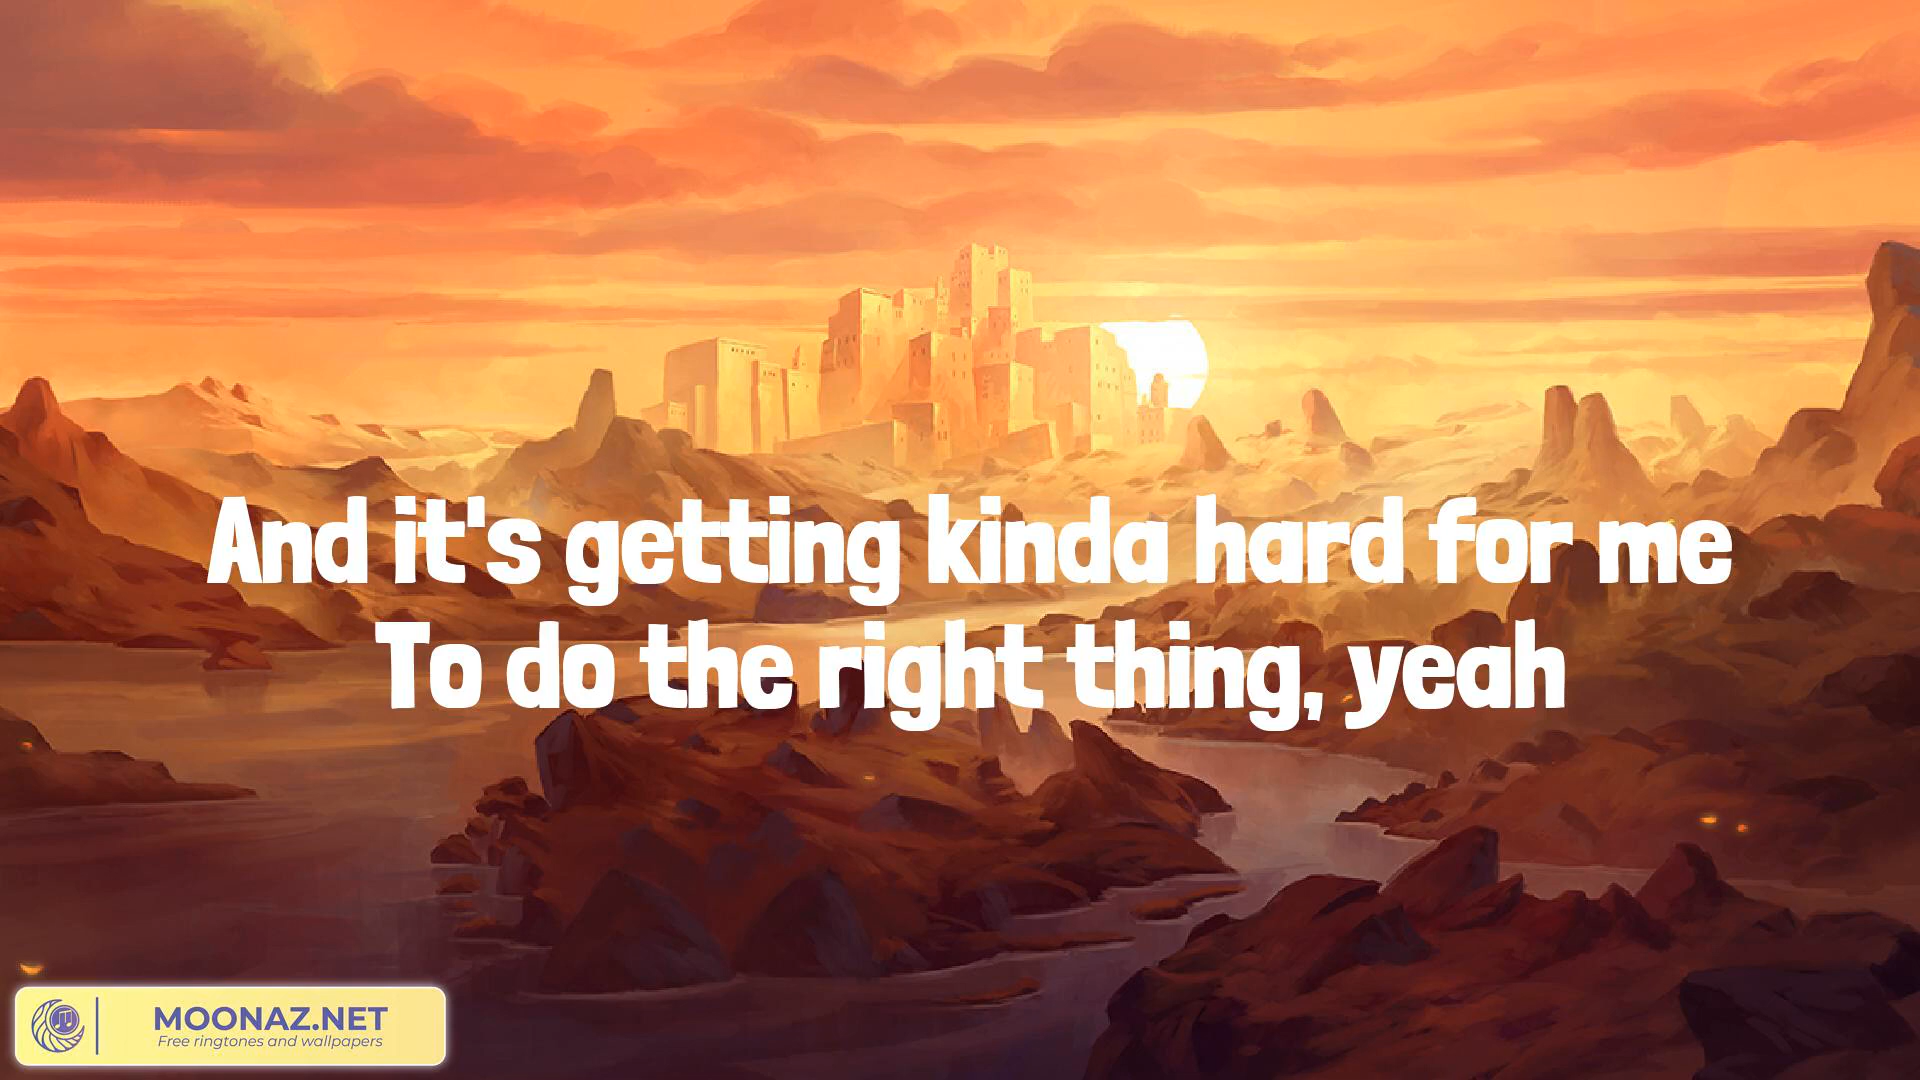 And it's getting kinda hard for me
To do the right thing, yeah
MOONAZ.NET
Free ringtones and wallpapers